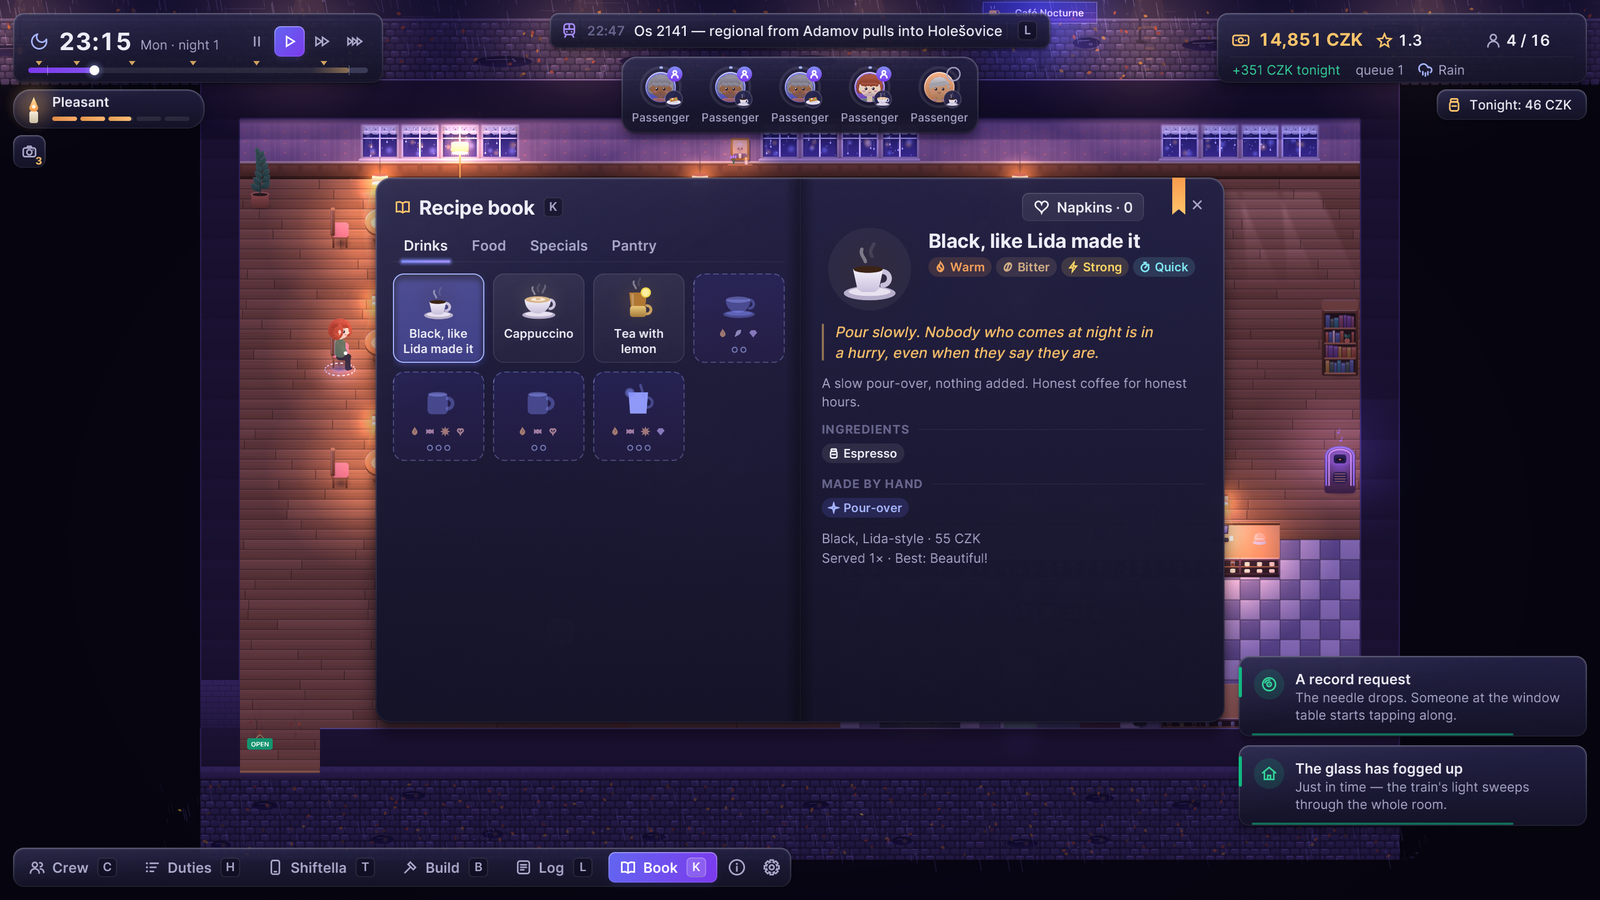 Café Nocturne
23:15 Mon · night 1
22:47 Os 2141 — regional from Adamov pulls into Holešovice L
14,851 CZK 1.3 4 / 16
+351 CZK tonight queue 1 Rain
Pleasant
Tonight: 46 CZK
3
Passenger Passenger Passenger Passenger Passenger
Recipe book K
Drinks Food Specials Pantry
Black, like
Lida made it
Cappuccino
Tea with
lemon
Napkins · 0
Black, like Lida made it
Warm Bitter Strong Quick
Pour slowly. Nobody who comes at night is in
a hurry, even when they say they are.
A slow pour-over, nothing added. Honest coffee for honest
hours.
INGREDIENTS
Espresso
MADE BY HAND
Pour-over
Black, Lida-style · 55 CZK
Served 1× · Best: Beautiful!
OPEN
A record request
The needle drops. Someone at the window
table starts tapping along.
The glass has fogged up
Just in time — the train's light sweeps
through the whole room.
Crew C Duties H Shiftella T Build B Log L Book K